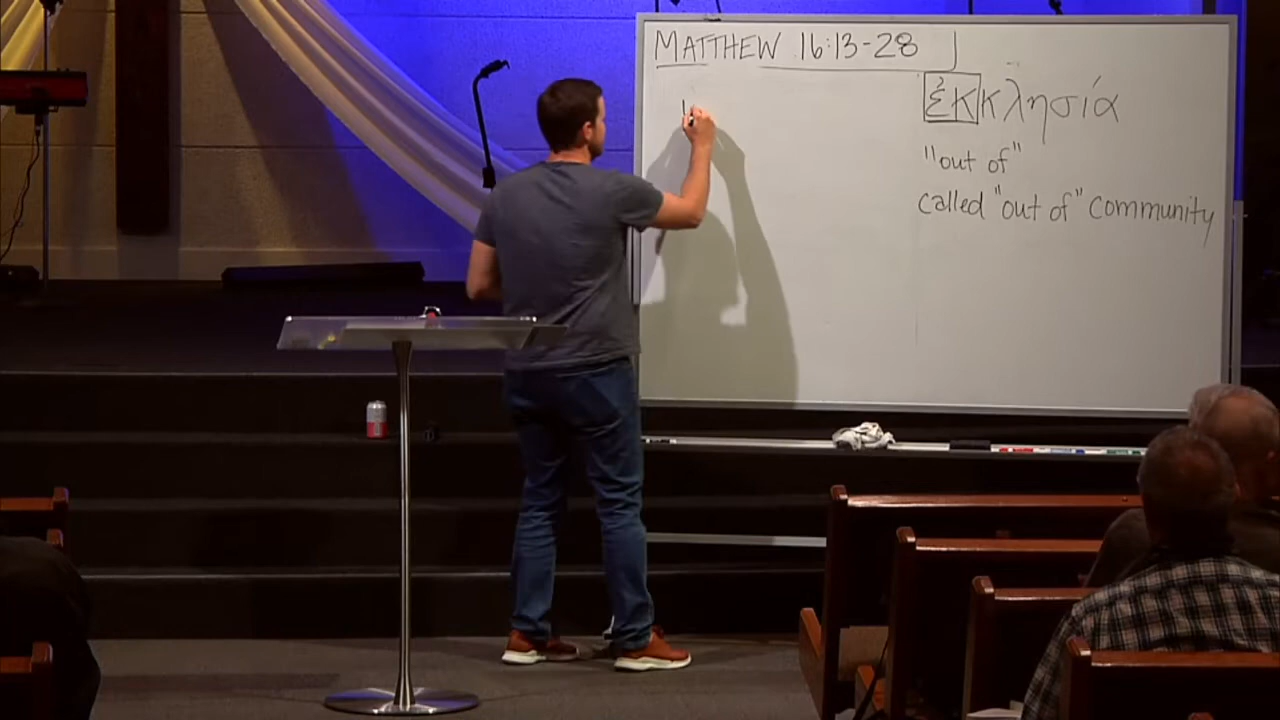 MATTHEW 16:13-28
ἐκκλησία
"out of"
called "out of" community